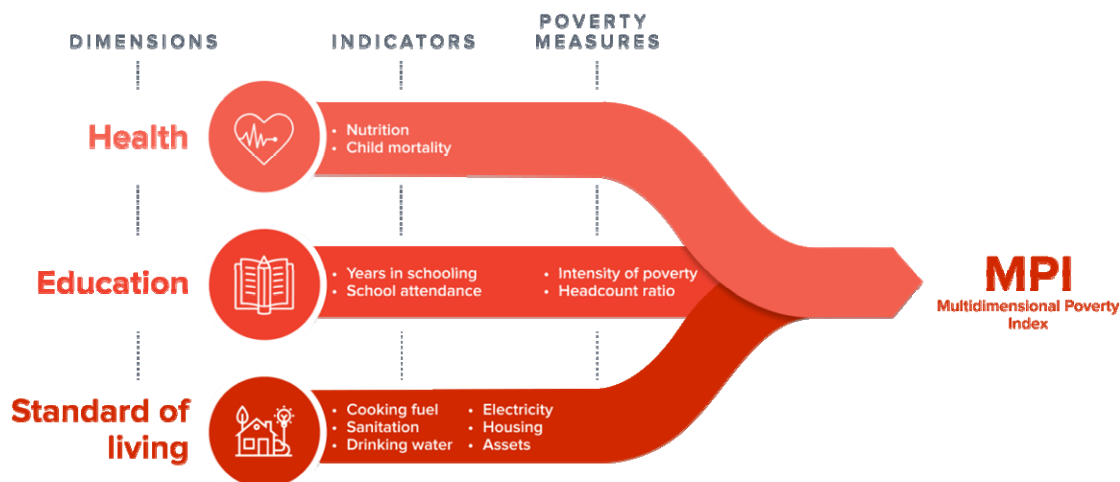 DIMENSIONS
INDICATORS
POVERTY
MEASURES
Health
• Nutrition
• Child mortality
Education
• Years in schooling
• School attendance
• Intensity of poverty
• Headcount ratio
Standard of
living
• Cooking fuel
• Sanitation
• Drinking water
• Electricity
• Housing
• Assets
MPI
Multidimensional Poverty
Index